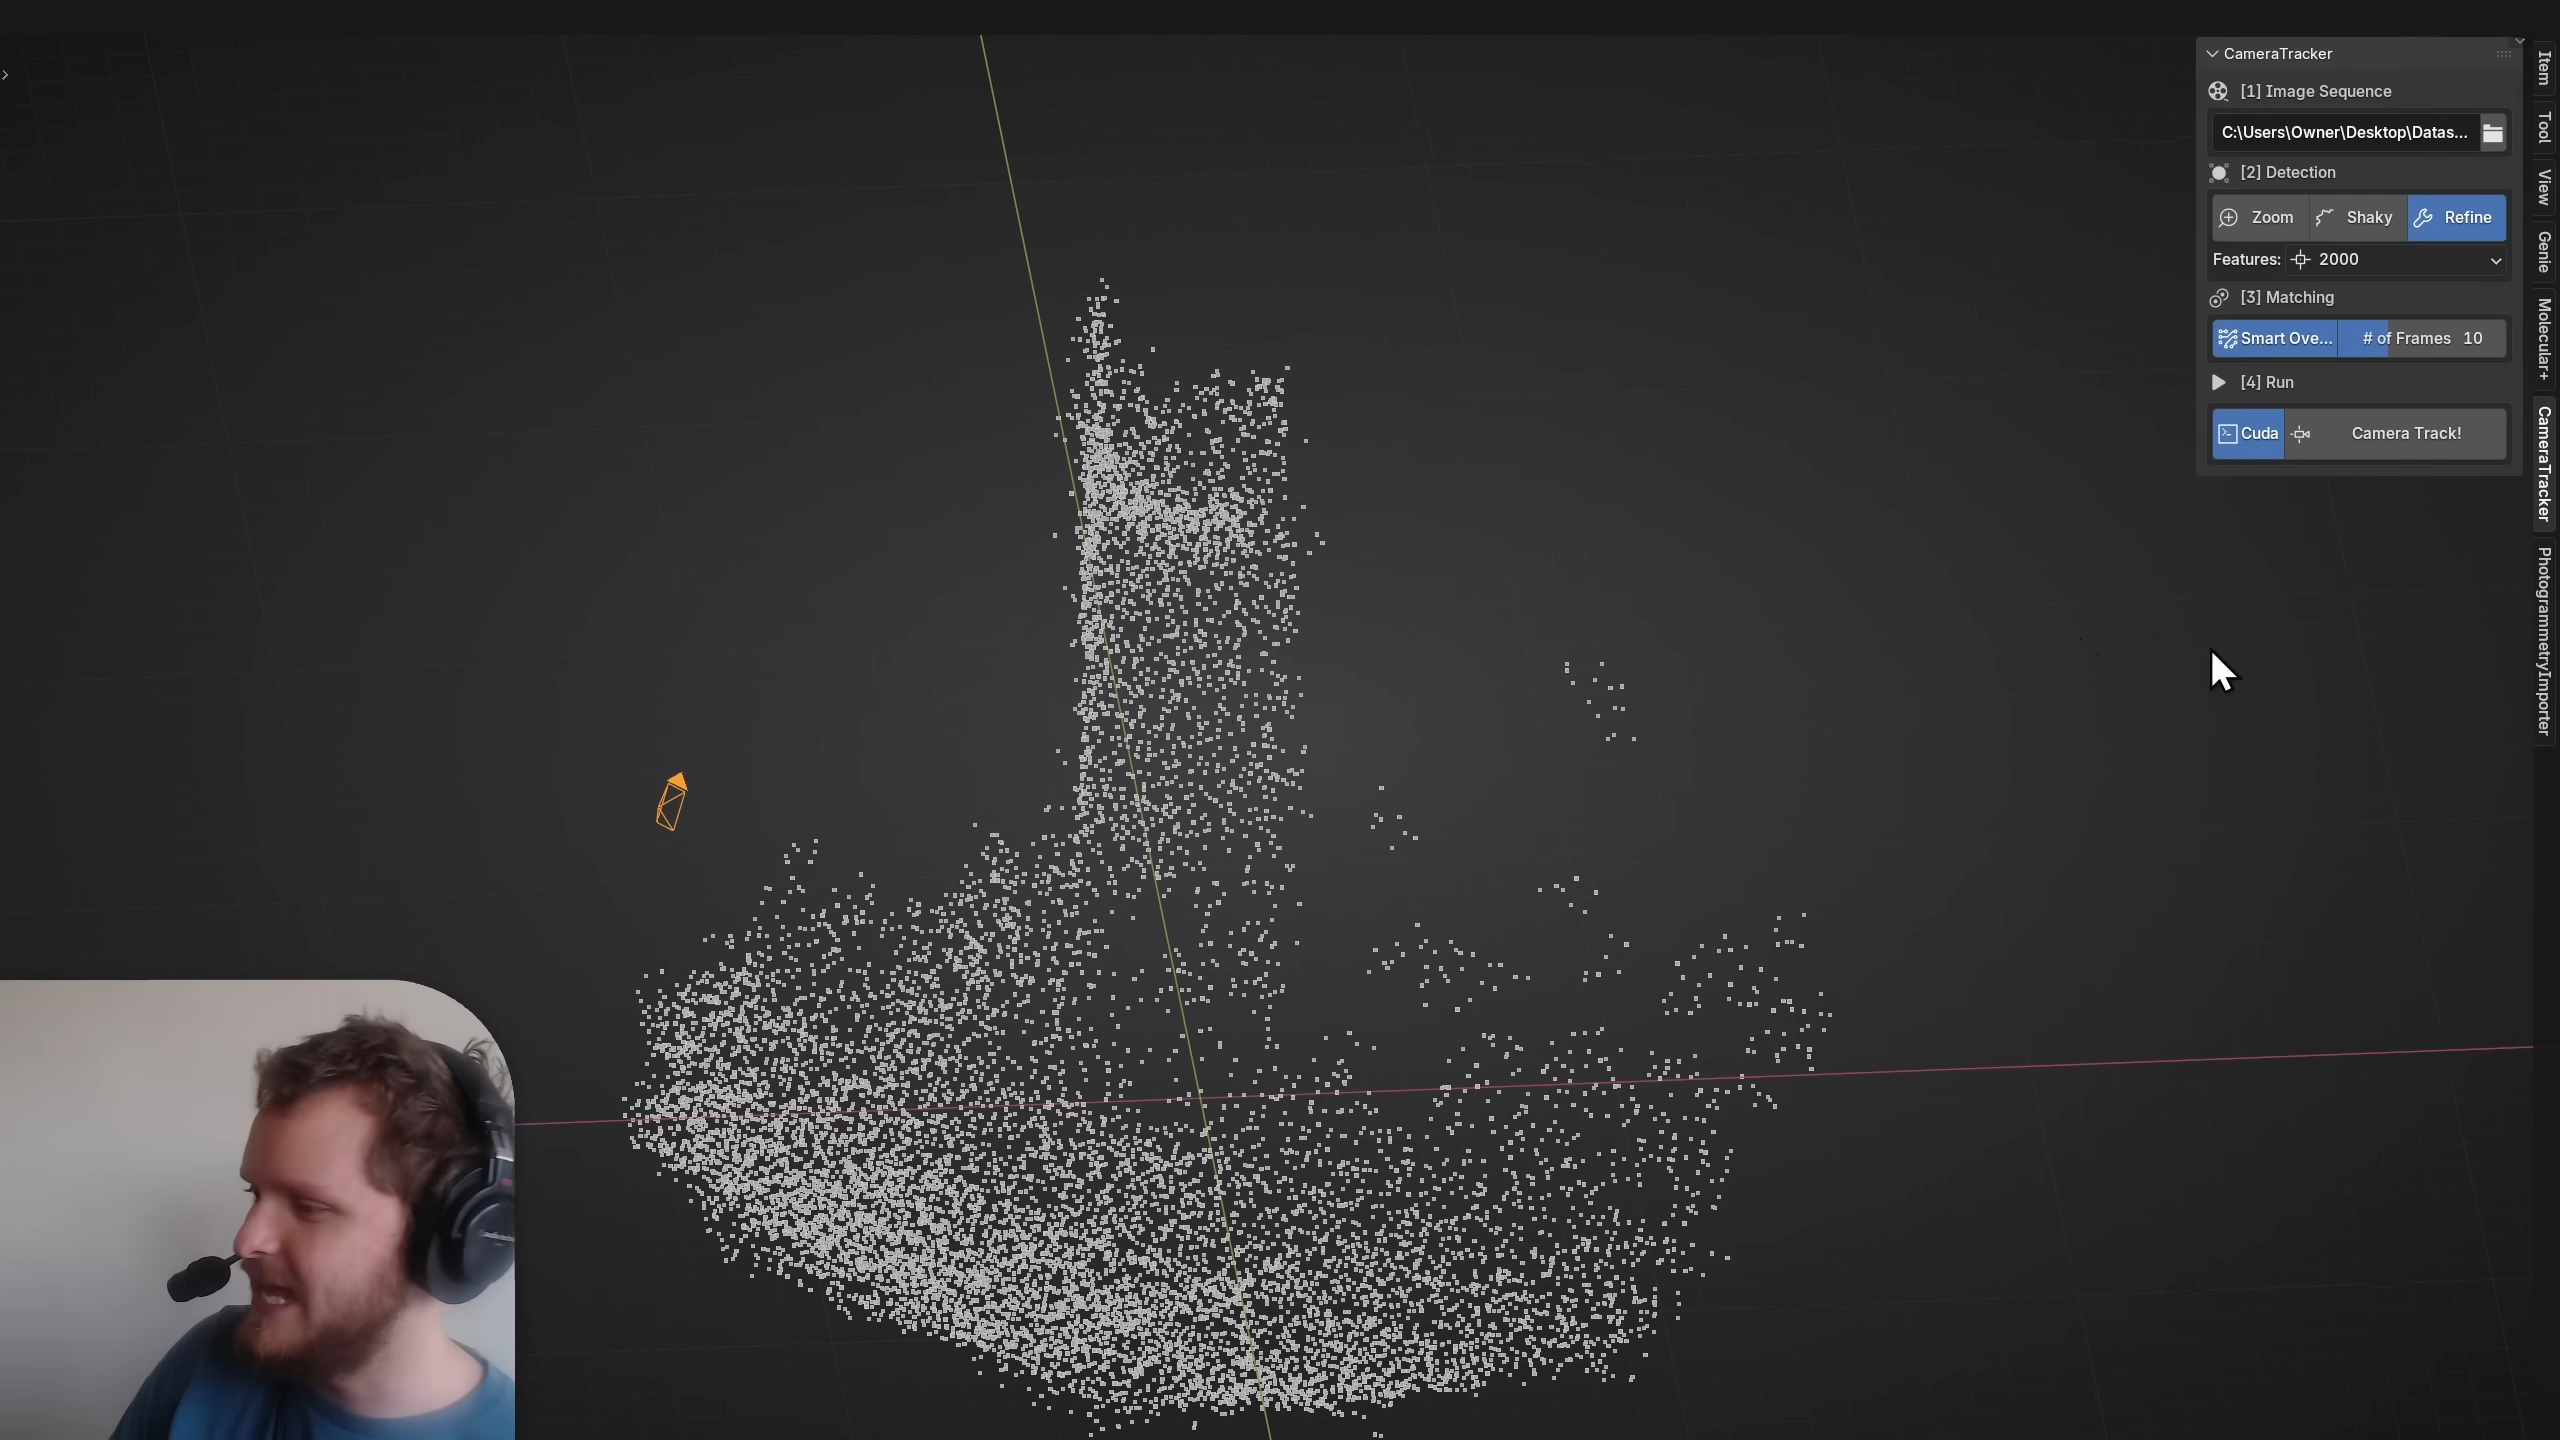 CameraTracker
[1] Image Sequence
C:\Users\Owner\Desktop\Datas...
[2] Detection
Zoom Shaky Refine
Features: 2000
[3] Matching
Smart Ove... # of Frames 10
[4] Run
Cuda Camera Track!
Item
Tool
View
Genie
Molecular+
CameraTracker
PhotogrammetryImporter